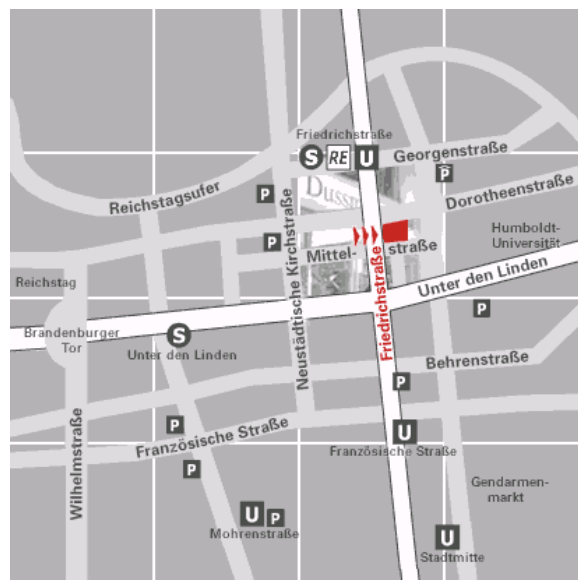 Friedrichstraße
S RE U
Georgenstraße
P
Dorotheenstraße
Reichstagsufer
P
Neustädtische Kirchstraße
P
Mittel-
straße
Humboldt-
Universität
Reichstag
Unter den Linden
Friedrichstraße
P
Brandenburger
Tor
S
Unter den Linden
Behrenstraße
P
P
Französische Straße
U
Französische Straße
P
Wilhelmstraße
Gendarmen-
markt
U P
Mohrenstraße
U
Stadtmitte